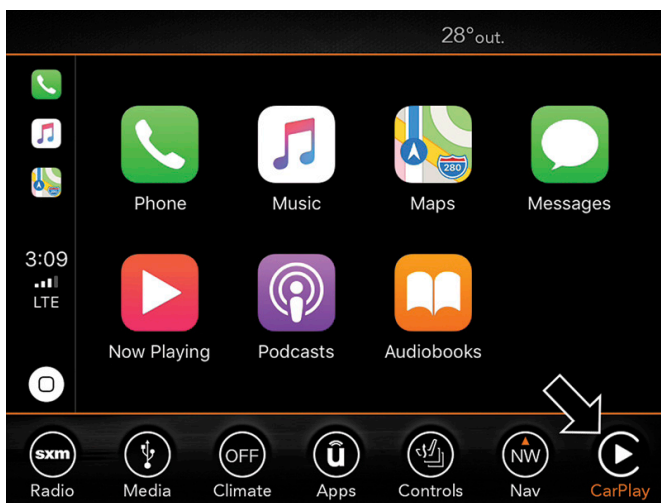 28°out.
Phone
Music
Maps
280
Messages
3:09
LTE
Now Playing
Podcasts
Audiobooks
sxm
OFF
û
NW
Radio
Media
Climate
Apps
Controls
Nav
CarPlay